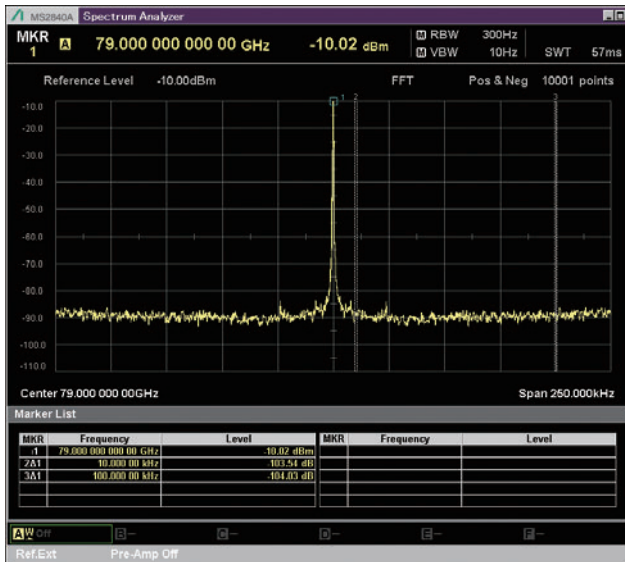 MS2840A Spectrum Analyzer
MKR 1 A 79.000 000 000 00 GHz -10.02 dBm M RBW 300Hz
M VBW 10Hz SWT 57ms
Reference Level -10.00dBm FFT Pos & Neg 10001 points
1 2 3
-10.0
-20.0
-30.0
-40.0
-50.0
-60.0
-70.0
-80.0
-90.0
-100.0
-110.0
Center 79.000 000 00GHz Span 250.000kHz
Marker List
MKR Frequency Level MKR Frequency Level
1 79.000 000 000 00 GHz -10.02 dBm
2Δ1 10.000 00 kHz -103.54 dB
3Δ1 100.000 00 kHz -104.03 dB
A W Off B-- C-- D-- E-- F--
Ref.Ext Pre-Amp Off